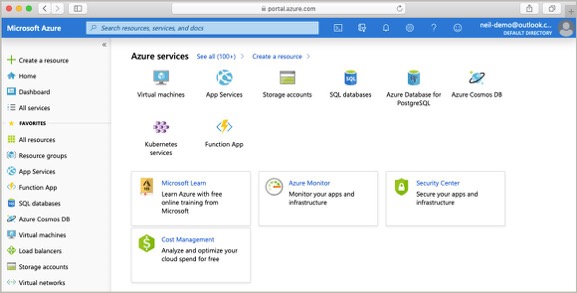 portal.azure.com
Microsoft Azure
Search resources, services, and docs
neil-demo@outlook.c...
DEFAULT DIRECTORY
Create a resource
Home
Dashboard
All services
FAVORITES
All resources
Resource groups
App Services
Function App
SQL databases
Azure Cosmos DB
Virtual machines
Load balancers
Storage accounts
Virtual networks
Azure services
See all (100+)
Create a resource
Virtual machines
App Services
Storage accounts
SQL databases
Azure Database for
PostgreSQL
Azure Cosmos DB
Kubernetes
services
Function App
Microsoft Learn
Learn Azure with free
online training from
Microsoft
Azure Monitor
Monitor your apps and
infrastructure
Security Center
Secure your apps and
infrastructure
Cost Management
Analyze and optimize your
cloud spend for free